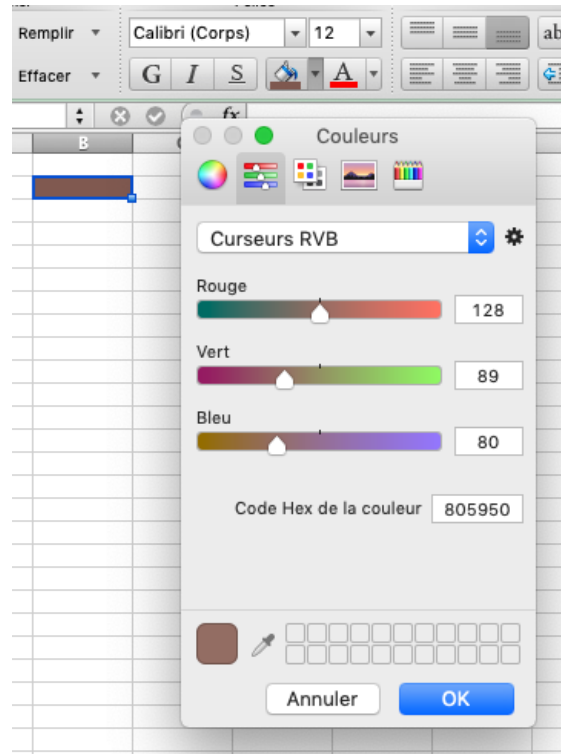 Remplir Calibri (Corps) 12 ab
Effacer G I S A
fx
B
Couleurs
Curseurs RVB
Rouge
128
Vert
89
Bleu
80
Code Hex de la couleur 805950
Annuler OK